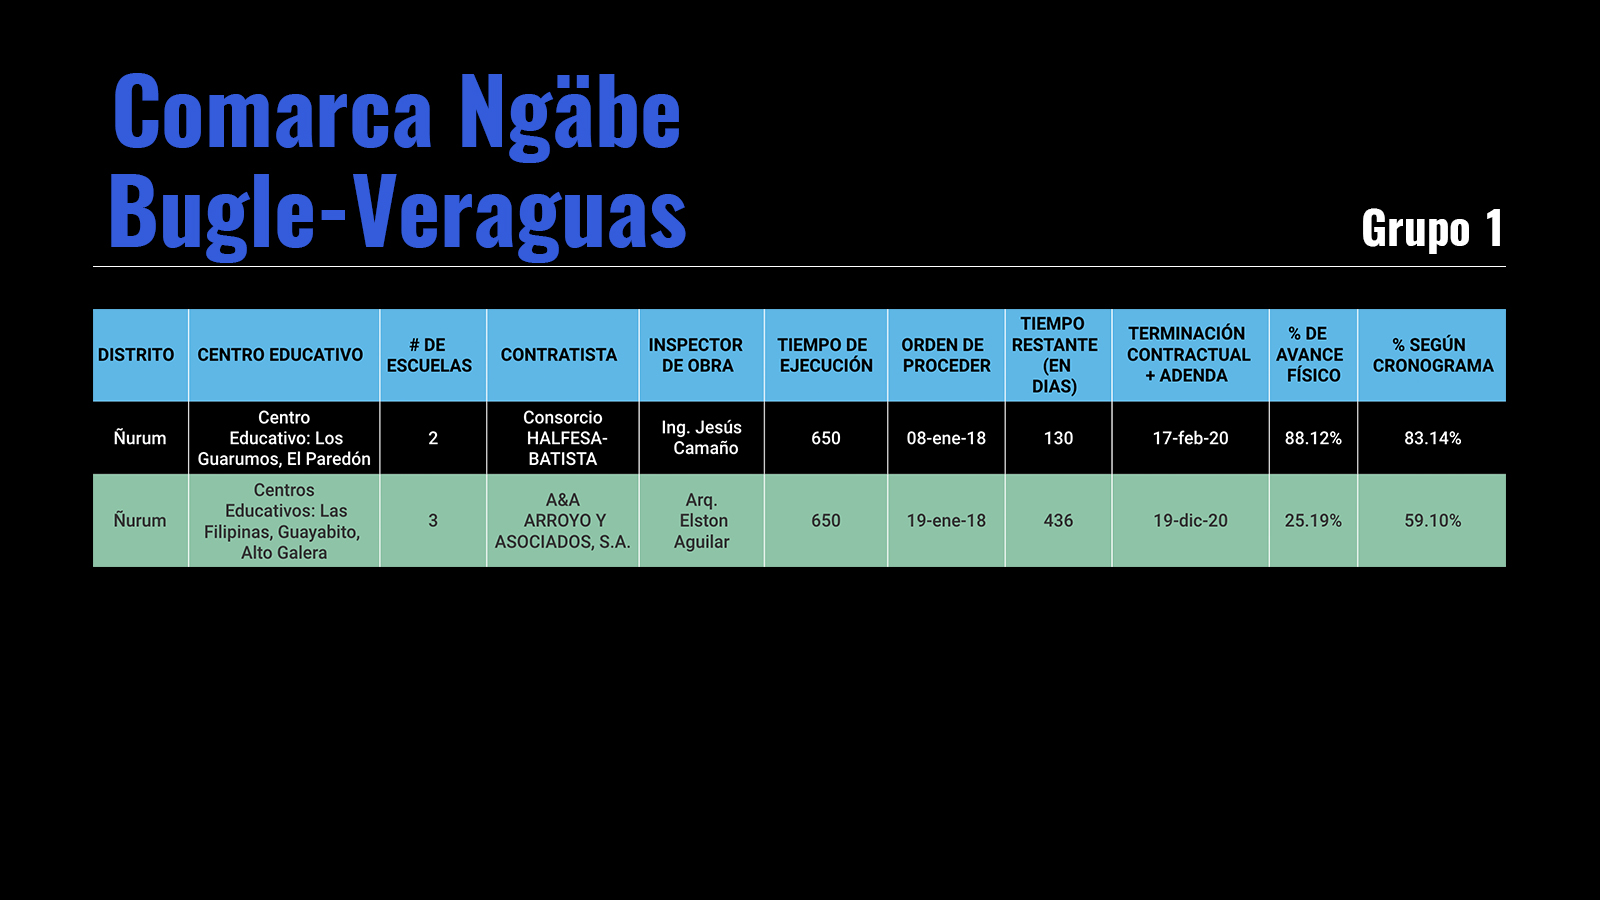 Comarca Ngäbe
Bugle-Veraguas
Grupo 1
DISTRITO
CENTRO EDUCATIVO
# DE
ESCUELAS
CONTRATISTA
INSPECTOR
DE OBRA
TIEMPO DE
EJECUCIÓN
ORDEN DE
PROCEDER
TIEMPO
RESTANTE
(EN
DIAS)
TERMINACIÓN
CONTRACTUAL
+ ADENDA
% DE
AVANCE
FÍSICO
% SEGÚN
CRONOGRAMA
Ñurum
Centro
Educativo: Los
Guarumos, El Paredón
2
Consorcio
HALFESA-
BATISTA
Ing. Jesús
Camaño
650
08-ene-18
130
17-feb-20
88.12%
83.14%
Ñurum
Centros
Educativos: Las
Filipinas, Guayabito,
Alto Galera
3
A&A
ARROYO Y
ASOCIADOS, S.A.
Arq.
Elston
Aguilar
650
19-ene-18
436
19-dic-20
25.19%
59.10%